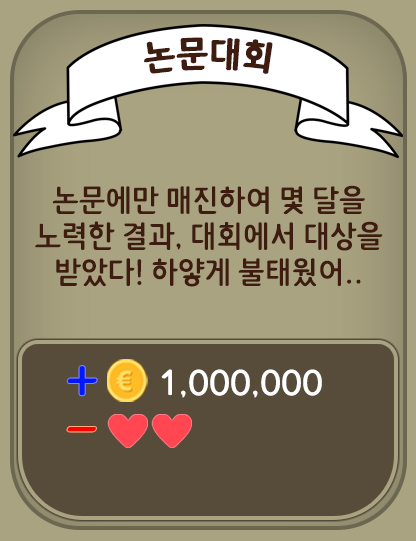 논문대회
논문에만 매진하여 몇 달을
노력한 결과, 대회에서 대상을
받았다! 하얗게 불태웠어..
+ € 1,000,000
−